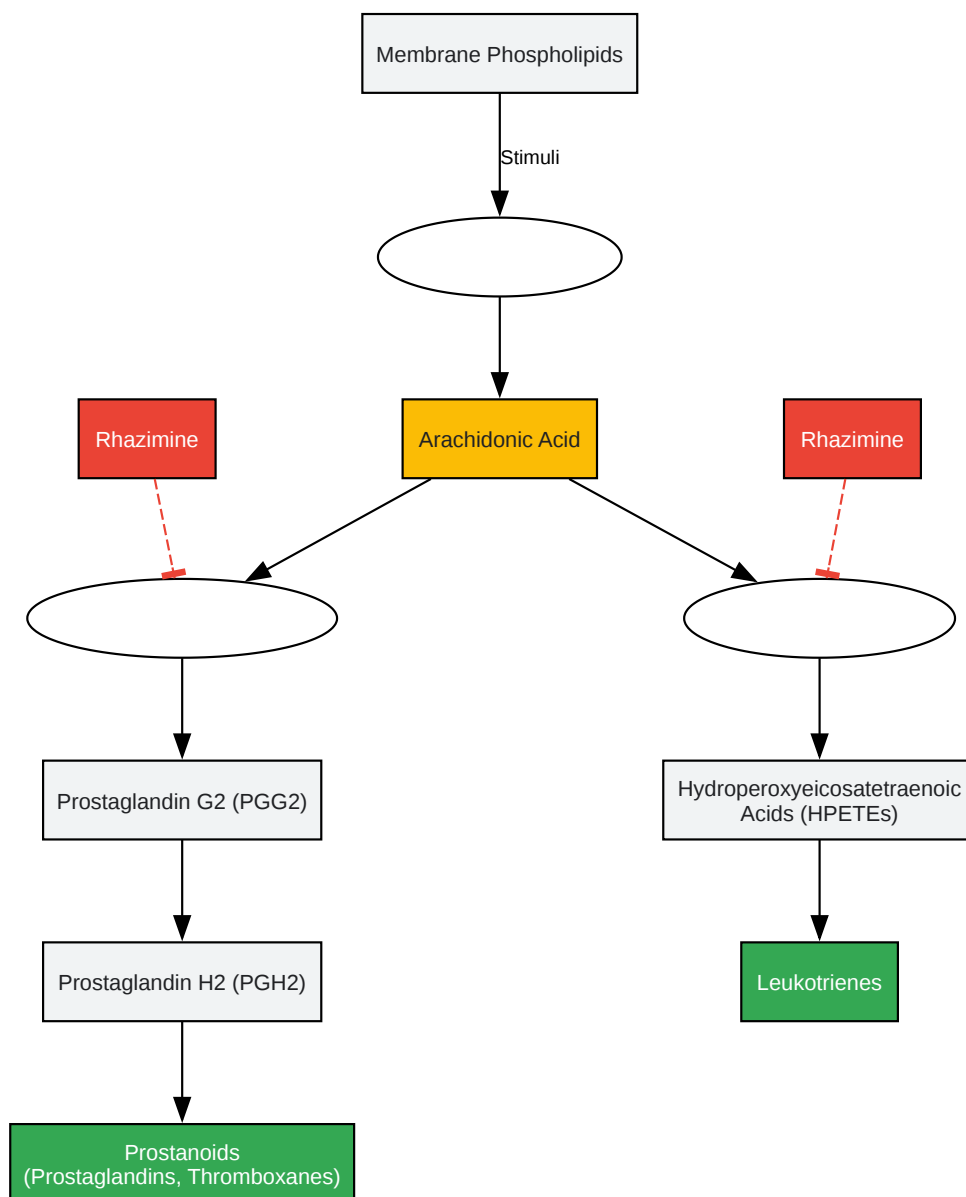 Membrane Phospholipids
Stimuli
Rhazimine
Arachidonic Acid
Rhazimine
Prostaglandin G2 (PGG2)
Hydroperoxyeicosatetraenoic
Acids (HPETEs)
Prostaglandin H2 (PGH2)
Leukotrienes
Prostanoids
(Prostaglandins, Thromboxanes)